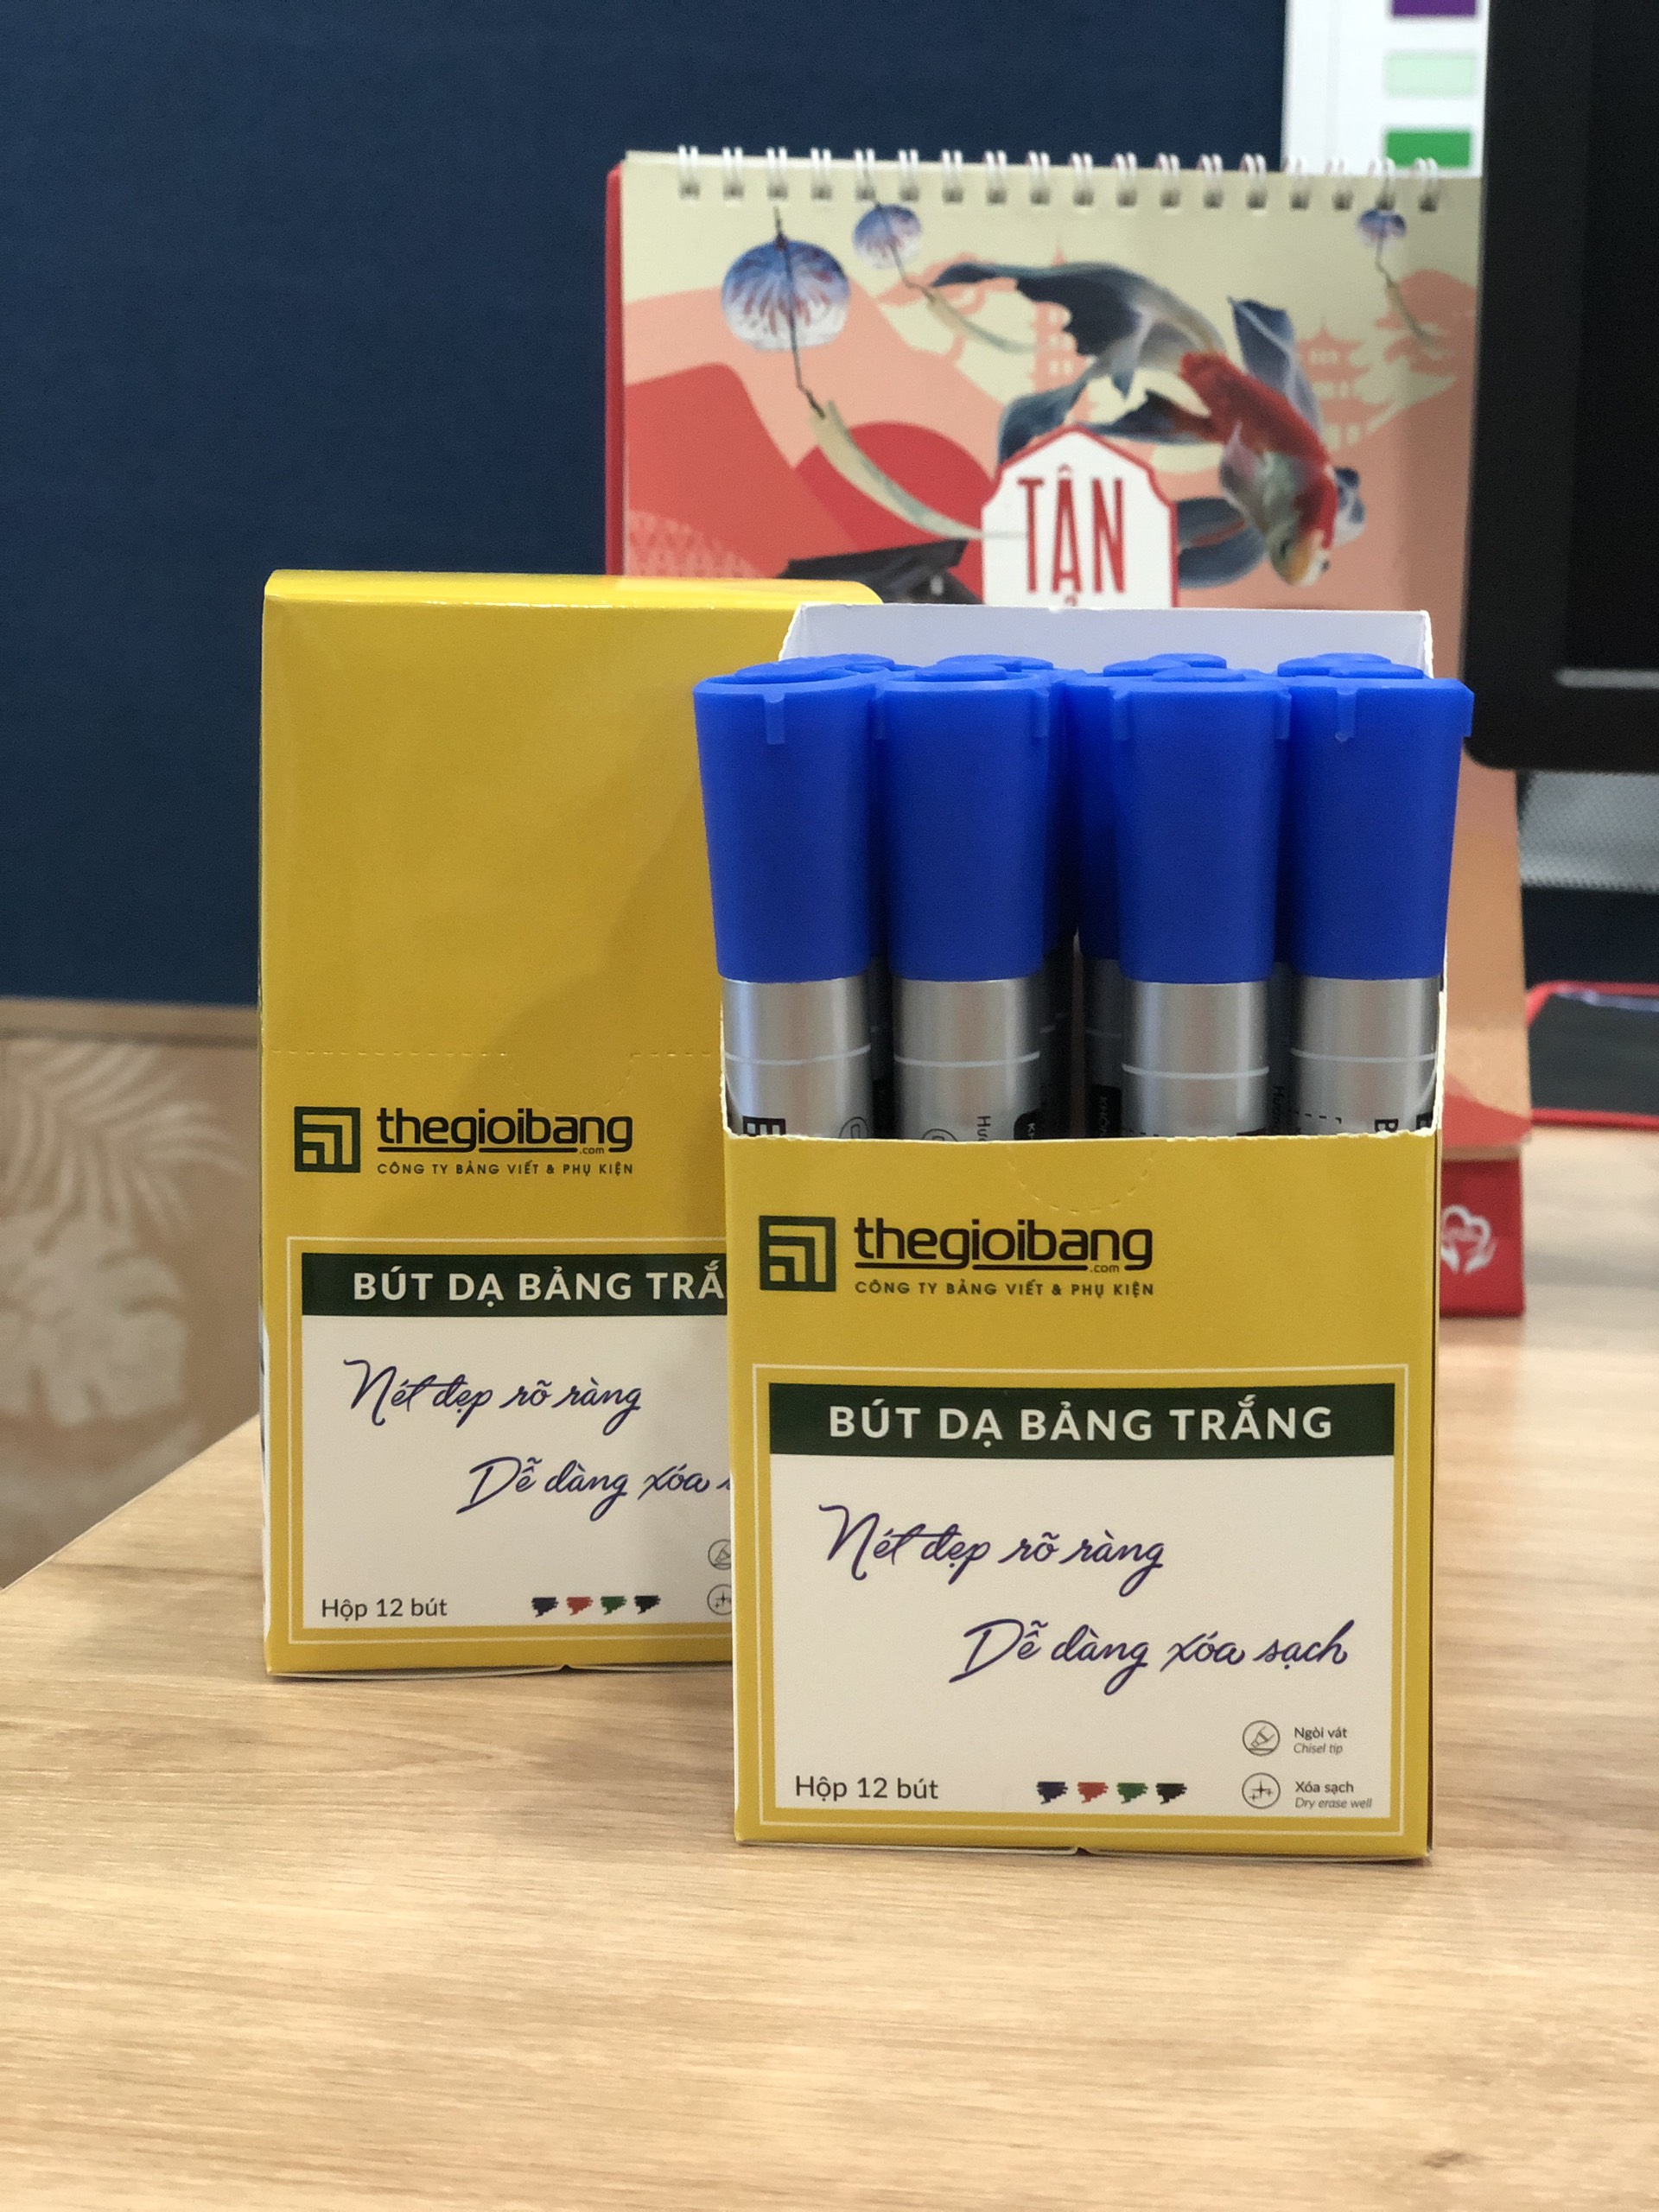 TẬN
thegioibang
.com
CÔNG TY BẢNG VIẾT & PHỤ KIỆN
BÚT DẠ BẢNG
Nét đẹp rõ ràng
Dễ dàng xóa
Hộp 12 bút
thegioibang
.com
CÔNG TY BẢNG VIẾT & PHỤ KIỆN
BÚT DẠ BẢNG TRẮNG
Nét đẹp rõ ràng
Dễ dàng xóa sạch
Ngòi vát
Chisel tip
Hộp 12 bút
Xóa sạch
Dry erase well